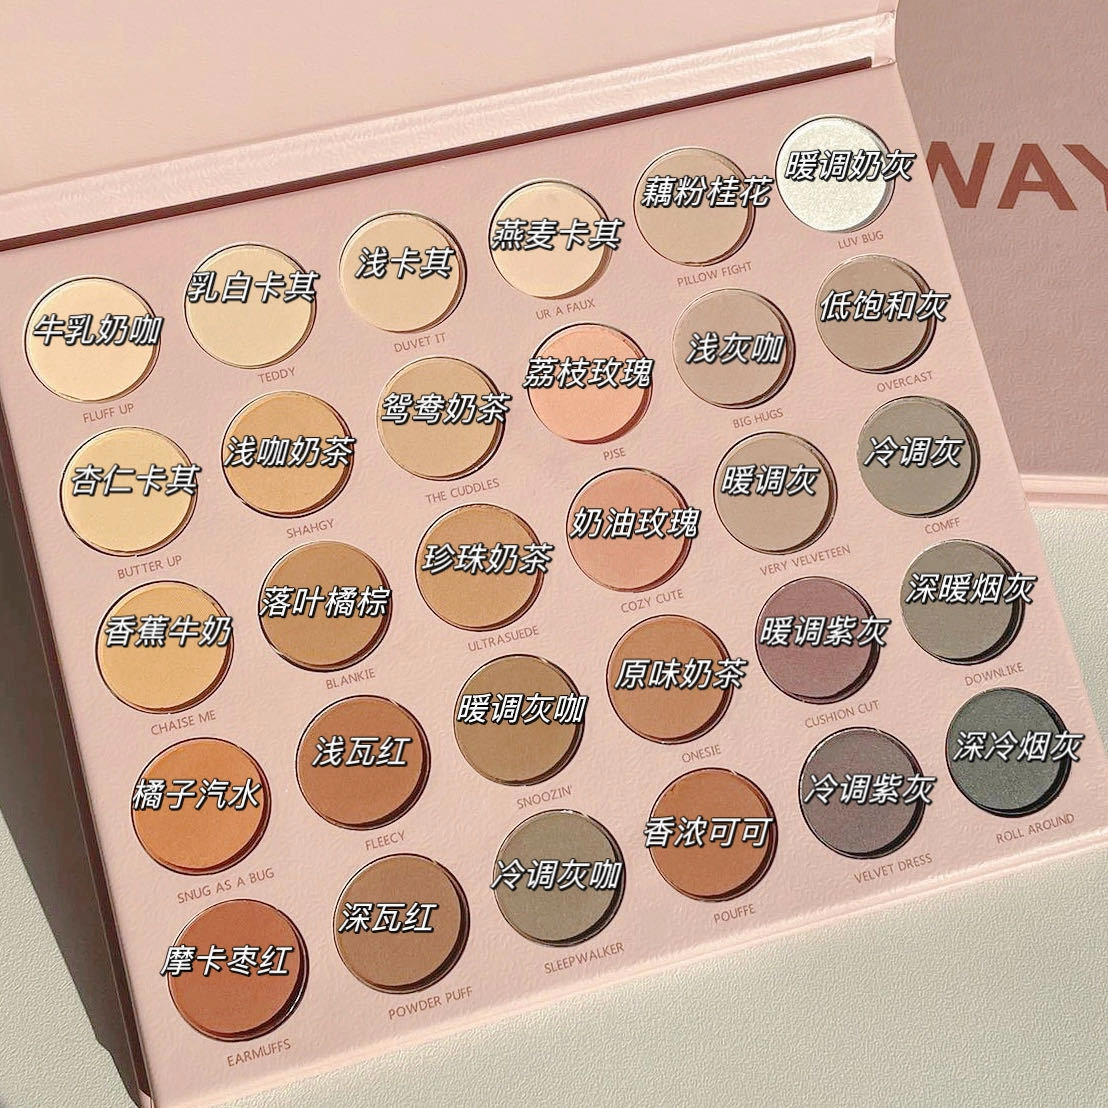 WAY
牛乳奶咖
FLUFF UP
乳白卡其
TEDDY
浅卡其
DUVET IT
燕麦卡其
UR A FAUX
藕粉桂花
PILLOW FIGHT
暖调奶灰
LUV BUG
杏仁卡其
BUTTER UP
浅咖奶茶
SHAHGY
鸳鸯奶茶
THE CUDDLES
荔枝玫瑰
PJSE
浅灰咖
BIG HUGS
低饱和灰
OVERCAST
香蕉牛奶
CHAISE ME
落叶橘棕
BLANKIE
珍珠奶茶
ULTRASUEDE
奶油玫瑰
COZY CUTE
暖调灰
VERY VELVETEEN
冷调灰
COMFF
橘子汽水
SNUG AS A BUG
浅瓦红
FLEECY
暖调灰咖
SNOOZIN'
原味奶茶
ONESIE
暖调紫灰
CUSHION CUT
深暖烟灰
DOWNLIKE
摩卡枣红
EARMUFFS
深瓦红
POWDER PUFF
冷调灰咖
SLEEPWALKER
香浓可可
POUFFE
冷调紫灰
VELVET DRESS
深冷烟灰
ROLL AROUND